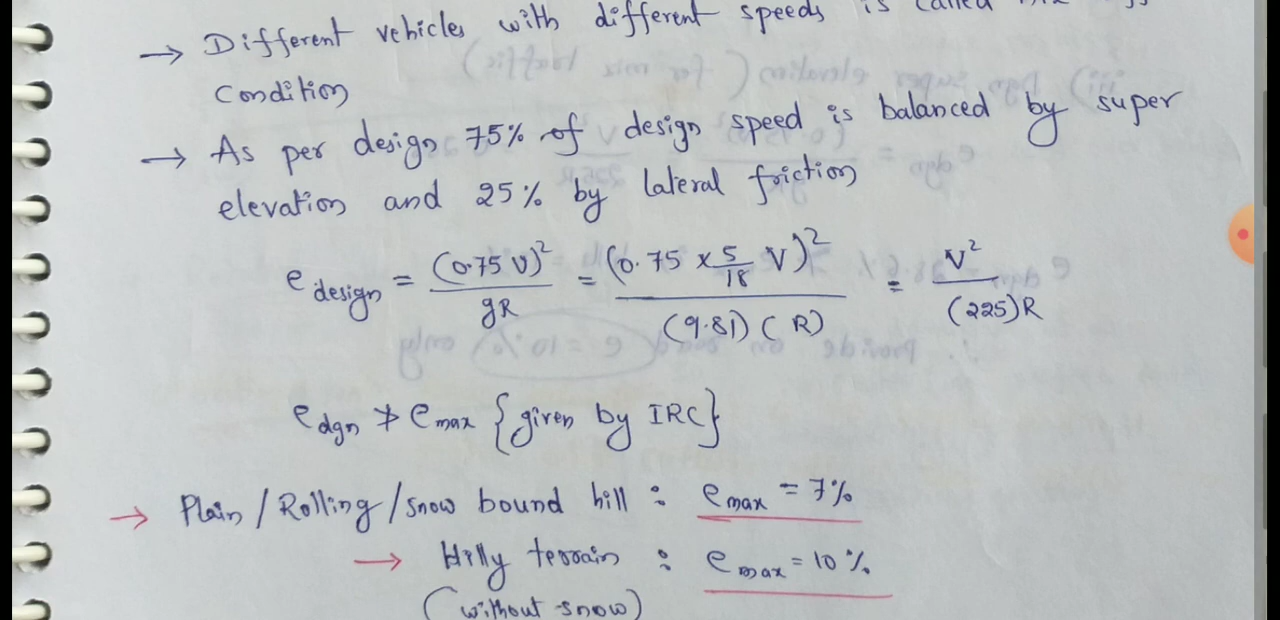 → Different vehicles with different speeds is called
condition
→ As per design 75% of design speed is balanced by super
elevation and 25% by lateral friction
e design = (0.75 V)² / gR = (0.75 × 5/18 V)² / (9.81) (R) = V² / (225)R
e dgn ≯ e max {given by IRC}
→ Plain / Rolling / snow bound hill : e max = 7%
→ Hilly terrain : e max = 10%
(without snow)